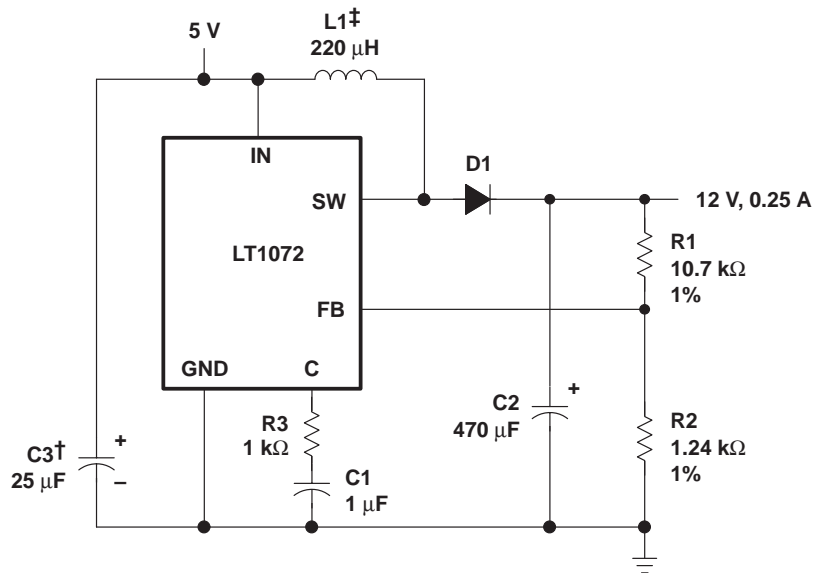 L1‡
5 V
220 μH
IN
D1
SW
12 V, 0.25 A
R1
10.7 kΩ
1%
LT1072
FB
GND
C
R3
1 kΩ
C2
470 μF
+
R2
1.24 kΩ
1%
C3†
25 μF
+
–
C1
1 μF